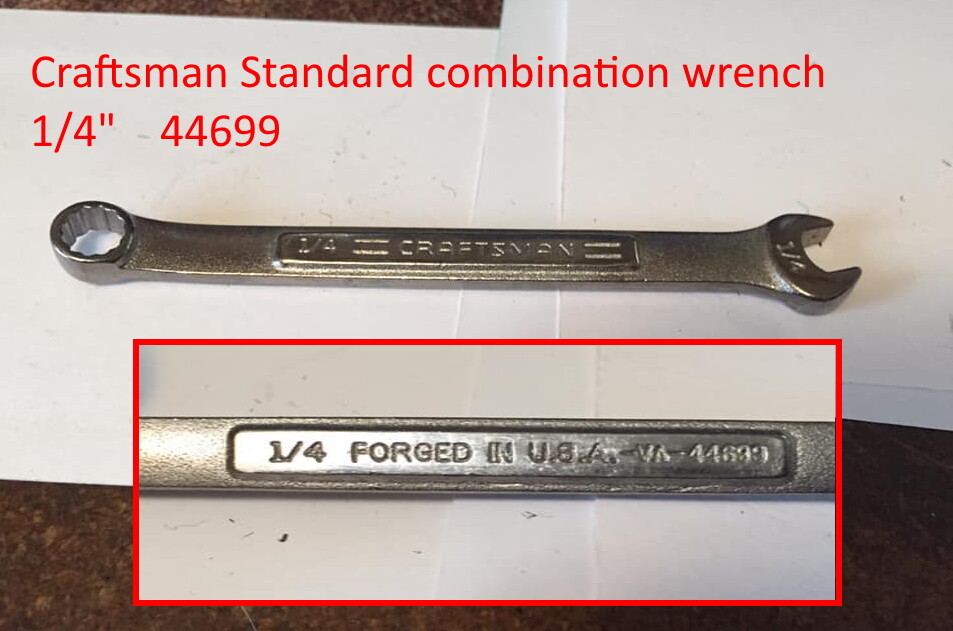 Craftsman Standard combination wrench
1/4" 44699
1/4 = CRAFTSMAN =
1/4
1/4 FORGED IN U.S.A. -VA-44699